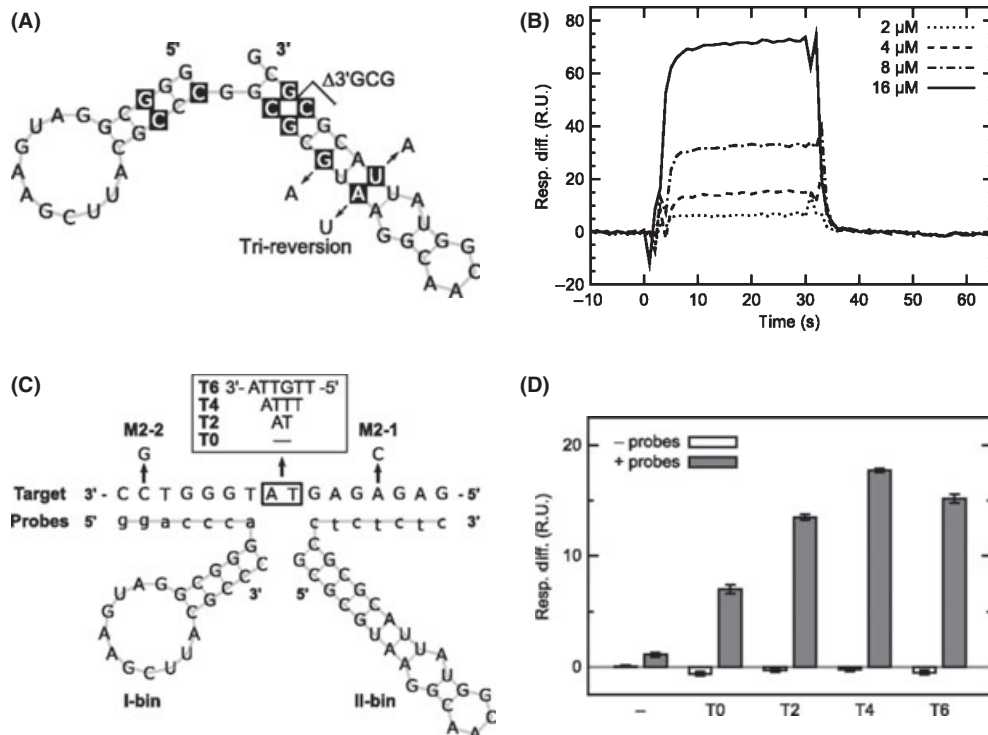 (A)
5'
3'
Δ3'GCG
A
A
U
Tri-reversion
(B)
Resp. diff. (R.U.)
80
60
40
20
0
–20
2 µM
4 µM
8 µM
16 µM
–10 0 10 20 30 40 50 60
Time (s)
(C)
T6 3'- ATTGTT -5'
T4 ATTT
T2 AT
T0 —
M2-2
G
M2-1
C
Target 3'- C C T G G G T A T G A G A G A G -5'
Probes 5' g g a c c c a c t c t c t c 3'
3'
5'
I-bin
II-bin
(D)
Resp. diff. (R.U.)
20
10
0
– probes
+ probes
– T0 T2 T4 T6